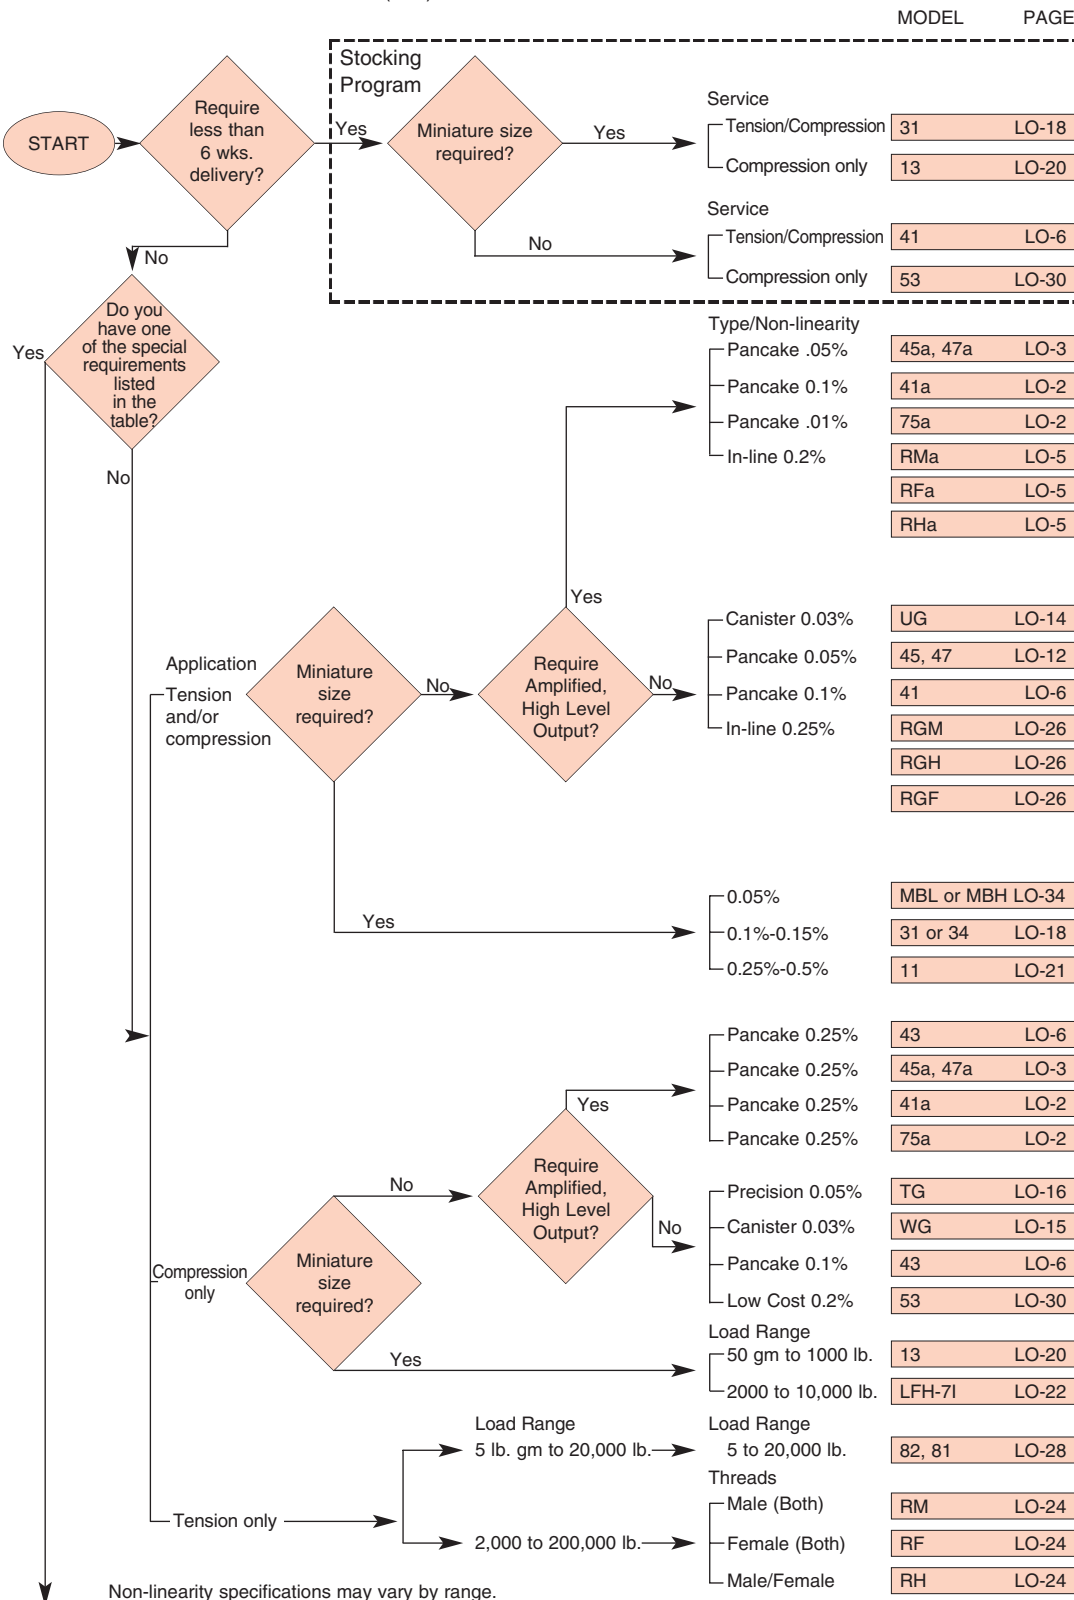 MODEL PAGE
Stocking
Program
START
Require
less than
6 wks.
delivery?
Yes
Miniature size
required?
Yes
Service
Tension/Compression 31 LO-18
Compression only 13 LO-20
No
Service
Tension/Compression 41 LO-6
Compression only 53 LO-30
No
Do you
have one
of the special
requirements
listed
in the
table?
Yes
No
Type/Non-linearity
Pancake .05% 45a, 47a LO-3
Pancake 0.1% 41a LO-2
Pancake .01% 75a LO-2
In-line 0.2% RMa LO-5
RFa LO-5
RHa LO-5
Application
Tension
and/or
compression
Miniature
size
required?
No
Require
Amplified,
High Level
Output?
Yes
No
Canister 0.03% UG LO-14
Pancake 0.05% 45, 47 LO-12
Pancake 0.1% 41 LO-6
In-line 0.25% RGM LO-26
RGH LO-26
RGF LO-26
Yes
0.05% MBL or MBH LO-34
0.1%-0.15% 31 or 34 LO-18
0.25%-0.5% 11 LO-21
Compression
only
Miniature
size
required?
No
Require
Amplified,
High Level
Output?
Yes
Pancake 0.25% 43 LO-6
Pancake 0.25% 45a, 47a LO-3
Pancake 0.25% 41a LO-2
Pancake 0.25% 75a LO-2
No
Precision 0.05% TG LO-16
Canister 0.03% WG LO-15
Pancake 0.1% 43 LO-6
Low Cost 0.2% 53 LO-30
Yes
Load Range
50 gm to 1000 lb. 13 LO-20
2000 to 10,000 lb. LFH-7I LO-22
Tension only
Load Range
5 lb. gm to 20,000 lb.
Load Range
5 to 20,000 lb. 82, 81 LO-28
2,000 to 200,000 lb.
Threads
Male (Both) RM LO-24
Female (Both) RF LO-24
Male/Female RH LO-24
Non-linearity specifications may vary by range.